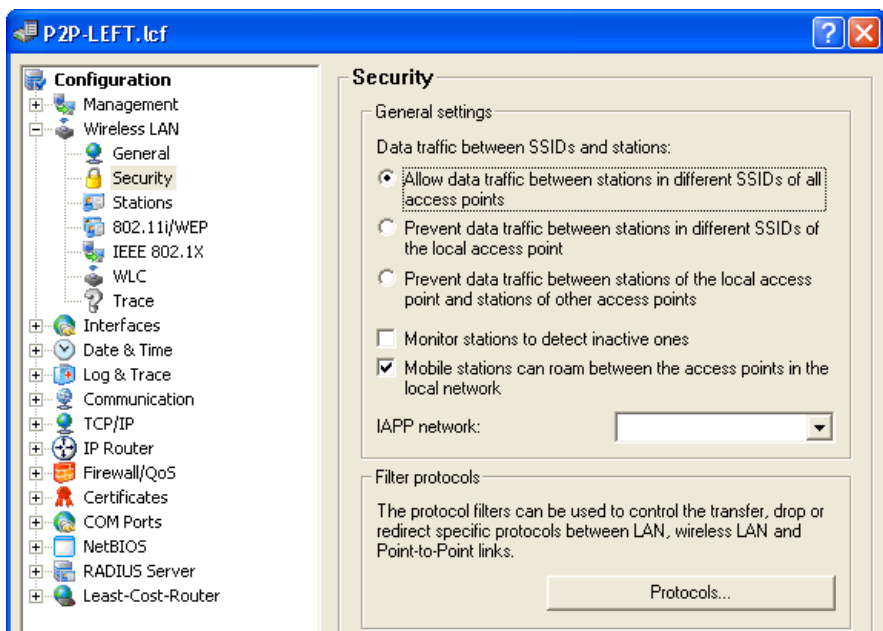 P2P-LEFT.lcf
Configuration
Management
Wireless LAN
General
Security
Stations
802.11i/WEP
IEEE 802.1X
WLC
Trace
Interfaces
Date & Time
Log & Trace
Communication
TCP/IP
IP Router
Firewall/QoS
Certificates
COM Ports
NetBIOS
RADIUS Server
Least-Cost-Router
Security
General settings
Data traffic between SSIDs and stations:
Allow data traffic between stations in different SSIDs of all
access points
Prevent data traffic between stations in different SSIDs of
the local access point
Prevent data traffic between stations of the local access
point and stations of other access points
Monitor stations to detect inactive ones
Mobile stations can roam between the access points in the
local network
IAPP network:
Filter protocols
The protocol filters can be used to control the transfer, drop or
redirect specific protocols between LAN, wireless LAN and
Point-to-Point links.
Protocols...